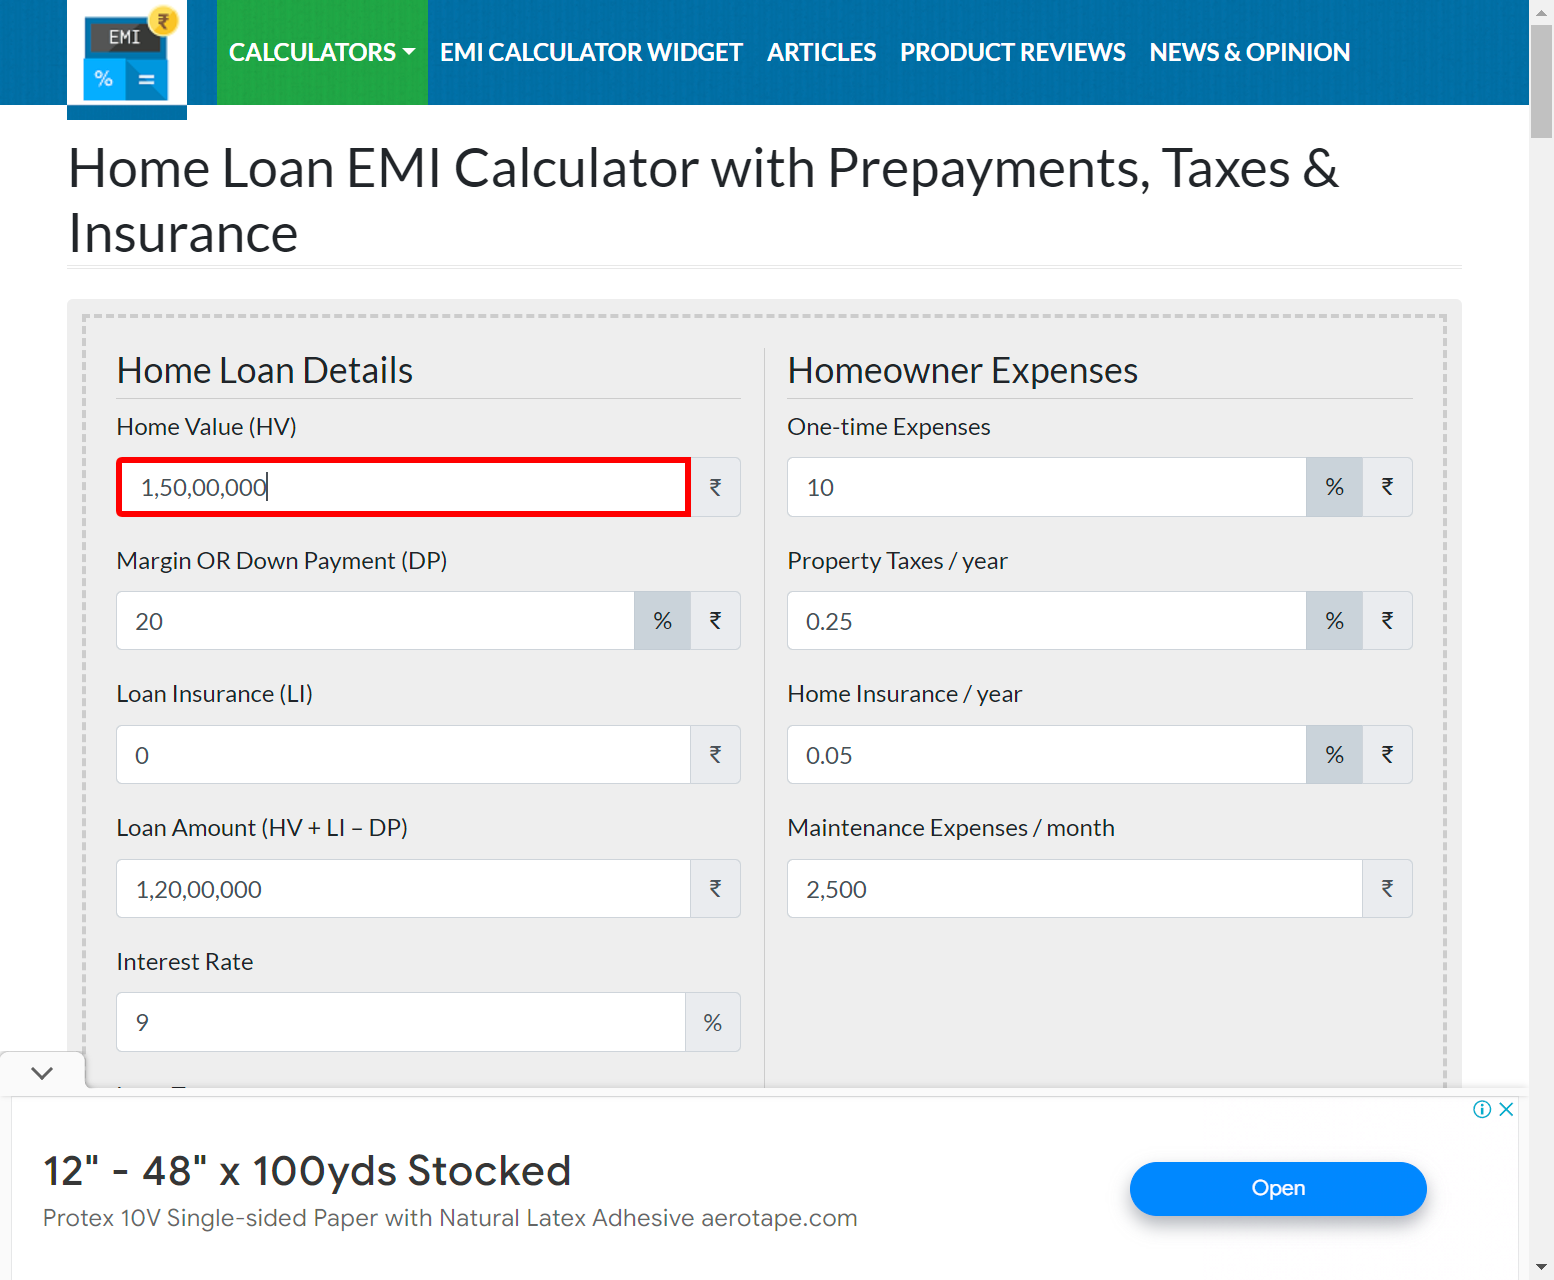 EMI
₹
% =
CALCULATORS EMI CALCULATOR WIDGET ARTICLES PRODUCT REVIEWS NEWS & OPINION
Home Loan EMI Calculator with Prepayments, Taxes &
Insurance
Home Loan Details
Home Value (HV)
1,50,00,000 ₹
Margin OR Down Payment (DP)
20 % ₹
Loan Insurance (LI)
0 ₹
Loan Amount (HV + LI – DP)
1,20,00,000 ₹
Interest Rate
9 %
Homeowner Expenses
One-time Expenses
10 % ₹
Property Taxes / year
0.25 % ₹
Home Insurance / year
0.05 % ₹
Maintenance Expenses / month
2,500 ₹
12" - 48" x 100yds Stocked
Protex 10V Single-sided Paper with Natural Latex Adhesive aerotape.com
Open